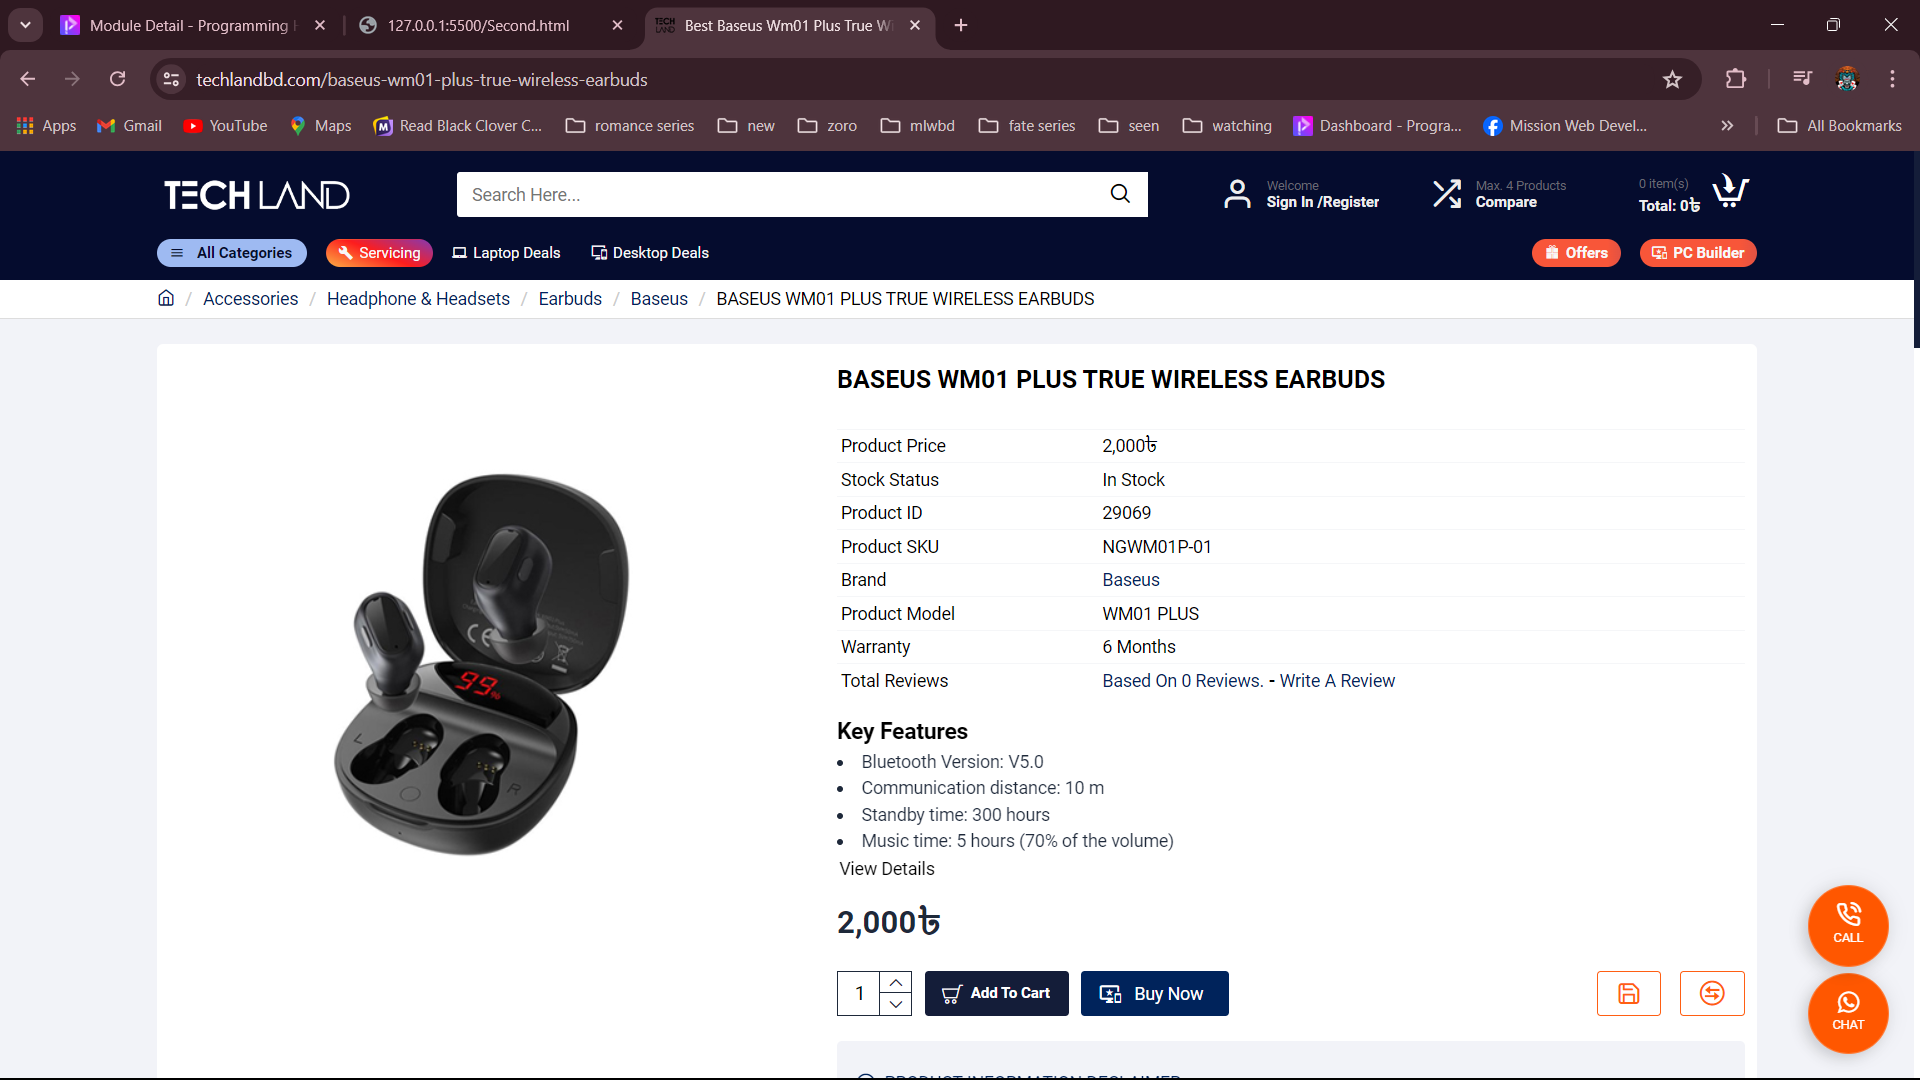 Module Detail - Programming H
127.0.0.1:5500/Second.html
Best Baseus Wm01 Plus True Wi
techlandbd.com/baseus-wm01-plus-true-wireless-earbuds
Apps
Gmail
YouTube
Maps
Read Black Clover C...
romance series
new
zoro
mlwbd
fate series
seen
watching
Dashboard - Progra...
Mission Web Devel...
All Bookmarks
TECH LAND
Search Here...
Welcome
Sign In /Register
Max. 4 Products
Compare
0 item(s)
Total: 0৳
All Categories
Servicing
Laptop Deals
Desktop Deals
Offers
PC Builder
/ Accessories / Headphone & Headsets / Earbuds / Baseus / BASEUS WM01 PLUS TRUE WIRELESS EARBUDS
BASEUS WM01 PLUS TRUE WIRELESS EARBUDS
Product Price 2,000৳
Stock Status In Stock
Product ID 29069
Product SKU NGWM01P-01
Brand Baseus
Product Model WM01 PLUS
Warranty 6 Months
Total Reviews Based On 0 Reviews. - Write A Review
CE
99%
L
R
Key Features
• Bluetooth Version: V5.0
• Communication distance: 10 m
• Standby time: 300 hours
• Music time: 5 hours (70% of the volume)
View Details
2,000৳
1
Add To Cart
Buy Now
CALL
CHAT
PRODUCT INFORMATION DECLAIMER